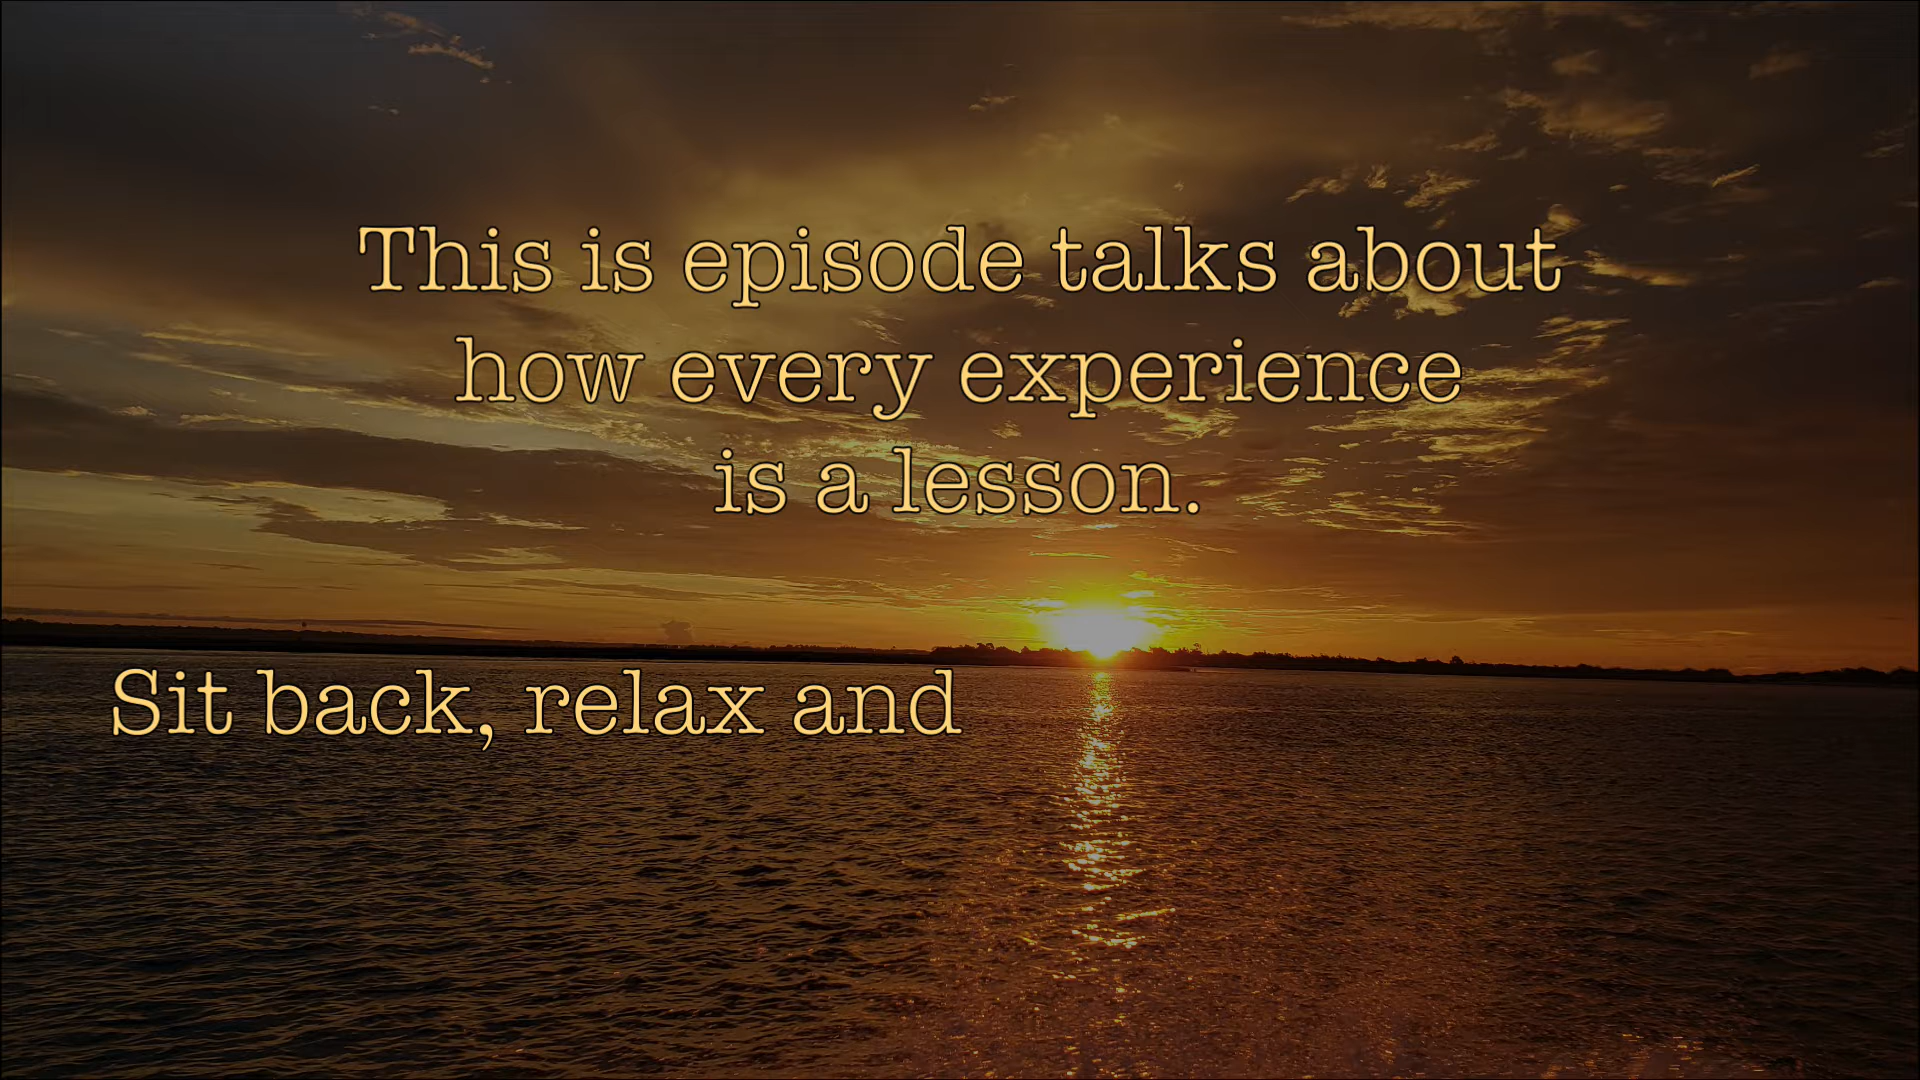 This is episode talks about
how every experience
is a lesson.
Sit back, relax and